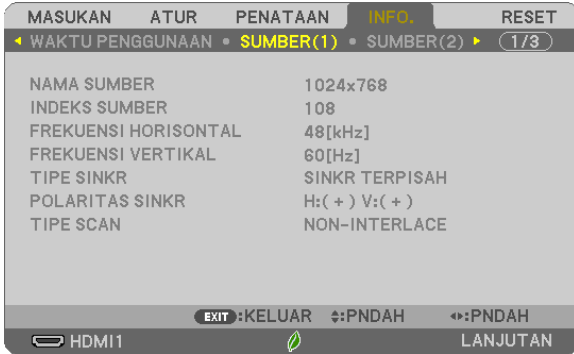 MASUKAN ATUR PENATAAN INFO. RESET
WAKTU PENGGUNAAN • SUMBER(1) • SUMBER(2) 1/3
NAMA SUMBER 1024x768
INDEKS SUMBER 108
FREKUENSI HORISONTAL 48[kHz]
FREKUENSI VERTIKAL 60[Hz]
TIPE SINKR SINKR TERPISAH
POLARITAS SINKR H:( + ) V:( + )
TIPE SCAN NON-INTERLACE
EXIT :KELUAR :PNDAH :PNDAH
HDMI1 LANJUTAN